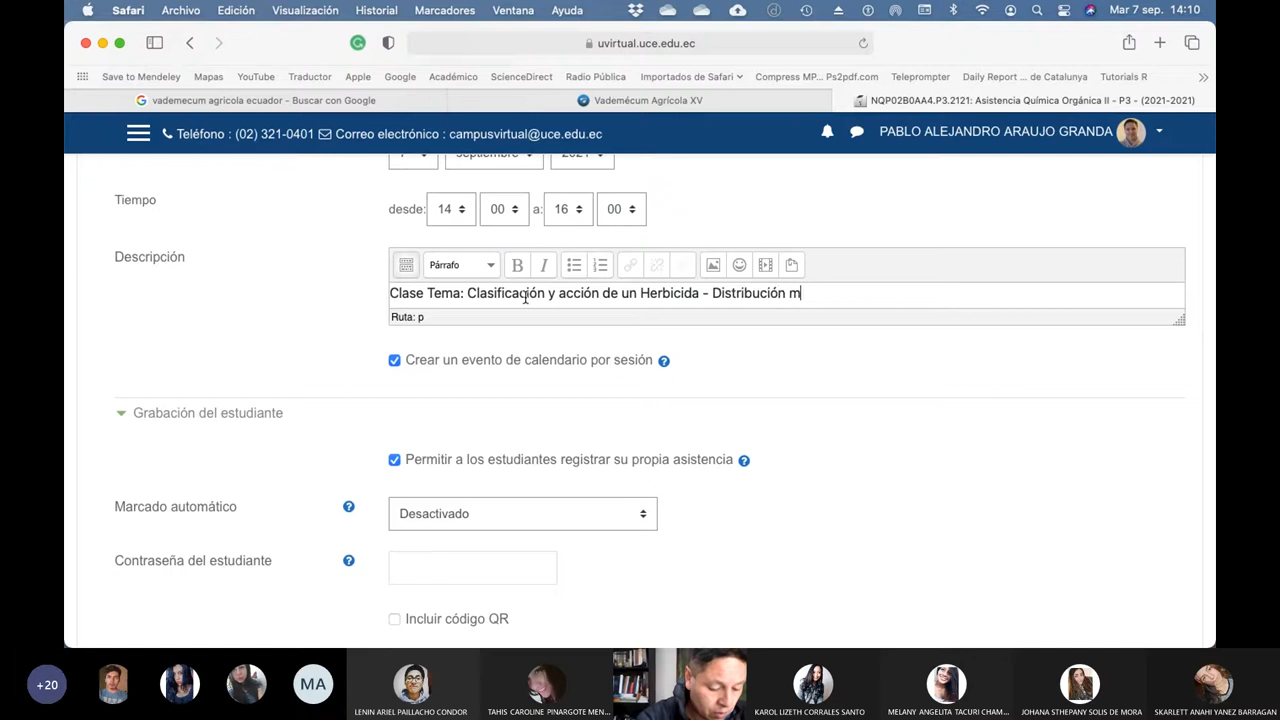 Safari Archivo Edición Visualización Historial Marcadores Ventana Ayuda Mar 7 sep. 14:10
uvirtual.uce.edu.ec
Save to Mendeley Mapas YouTube Traductor Apple Google Académico ScienceDirect Radio Pública Importados de Safari Compress MP... Ps2pdf.com Teleprompter Daily Report ... de Catalunya Tutorials R
vademecum agricola ecuador - Buscar con Google Vademécum Agrícola XV NQP02B0AA4.P3.2121: Asistencia Química Orgánica II - P3 - (2021-2021)
Teléfono : (02) 321-0401 Correo electrónico : campusvirtual@uce.edu.ec PABLO ALEJANDRO ARAUJO GRANDA
7 septiembre 2021
Tiempo
desde: 14 00 a: 16 00
Descripción
Párrafo B I
Clase Tema: Clasificación y acción de un Herbicida - Distribución m
Ruta: p
Crear un evento de calendario por sesión ?
Grabación del estudiante
Permitir a los estudiantes registrar su propia asistencia ?
Marcado automático ? Desactivado
Contraseña del estudiante ?
Incluir código QR
+20 MA LENIN ARIEL PAILLACHO CONDOR TAHIS CAROLINE PINARGOTE MEN... KAROL LIZETH CORRALES SANTO MELANY ANGELITA TACURI CHAM... JOHANA STHEPANY SOLIS DE MORA SKARLETT ANAHI YANEZ BARRAGAN